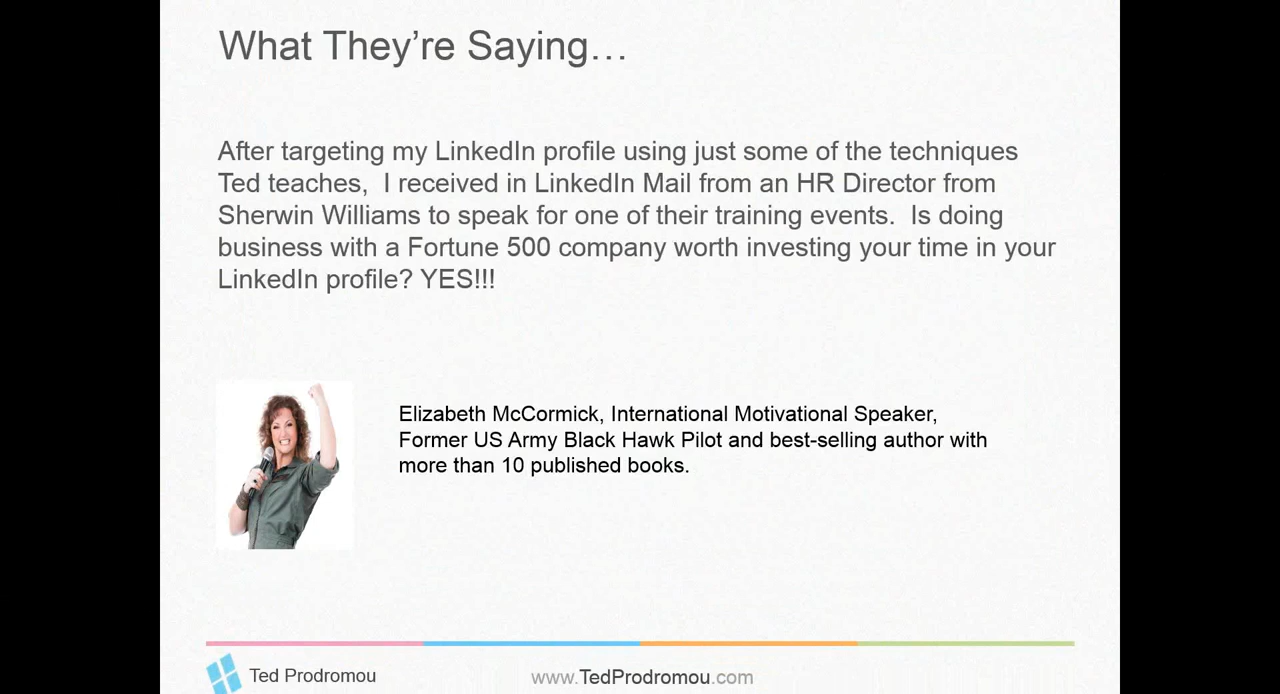 What They’re Saying…
After targeting my LinkedIn profile using just some of the techniques
Ted teaches,  I received in LinkedIn Mail from an HR Director from
Sherwin Williams to speak for one of their training events.  Is doing
business with a Fortune 500 company worth investing your time in your
LinkedIn profile? YES!!!
Elizabeth McCormick, International Motivational Speaker,
Former US Army Black Hawk Pilot and best-selling author with
more than 10 published books.
Ted Prodromou
www.TedProdromou.com